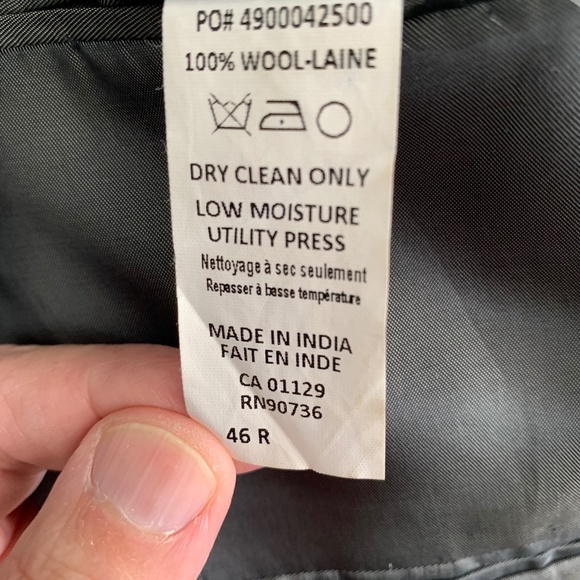 PO# 4900042500
100% WOOL-LAINE
DRY CLEAN ONLY
LOW MOISTURE
UTILITY PRESS
Nettoyage à sec seulement
Repasser à basse température
MADE IN INDIA
FAIT EN INDE
CA 01129
RN90736
46 R